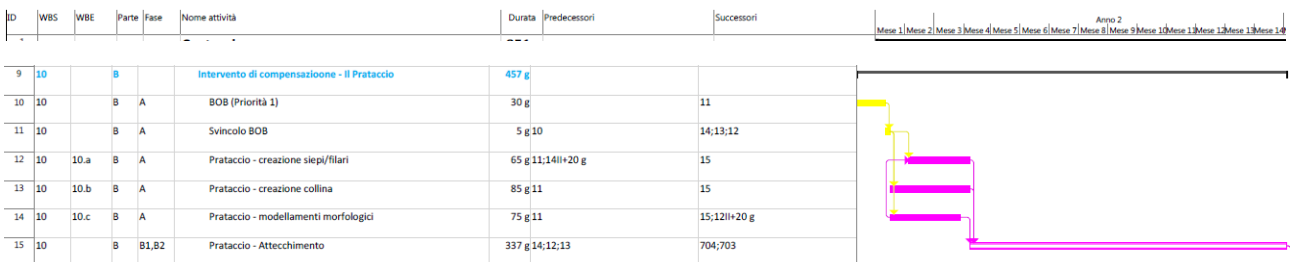 ID WBS WBE Parte Fase Nome attività Durata Predecessori Successori Anno 2
Mese 1 Mese 2 Mese 3 Mese 4 Mese 5 Mese 6 Mese 7 Mese 8 Mese 9 Mese 10 Mese 11 Mese 12 Mese 13 Mese 14
9 10 B Intervento di compensazioone - Il Prataccio 457 g
10 10 B A BOB (Priorità 1) 30 g 11
11 10 B A Svincolo BOB 5 g 10 14;13;12
12 10 10.a B A Prataccio - creazione siepi/filari 65 g 11;14II+20 g 15
13 10 10.b B A Prataccio - creazione collina 85 g 11 15
14 10 10.c B A Prataccio - modellamenti morfologici 75 g 11 15;12II+20 g
15 10 B B1,B2 Prataccio - Attecchimento 337 g 14;12;13 704;703